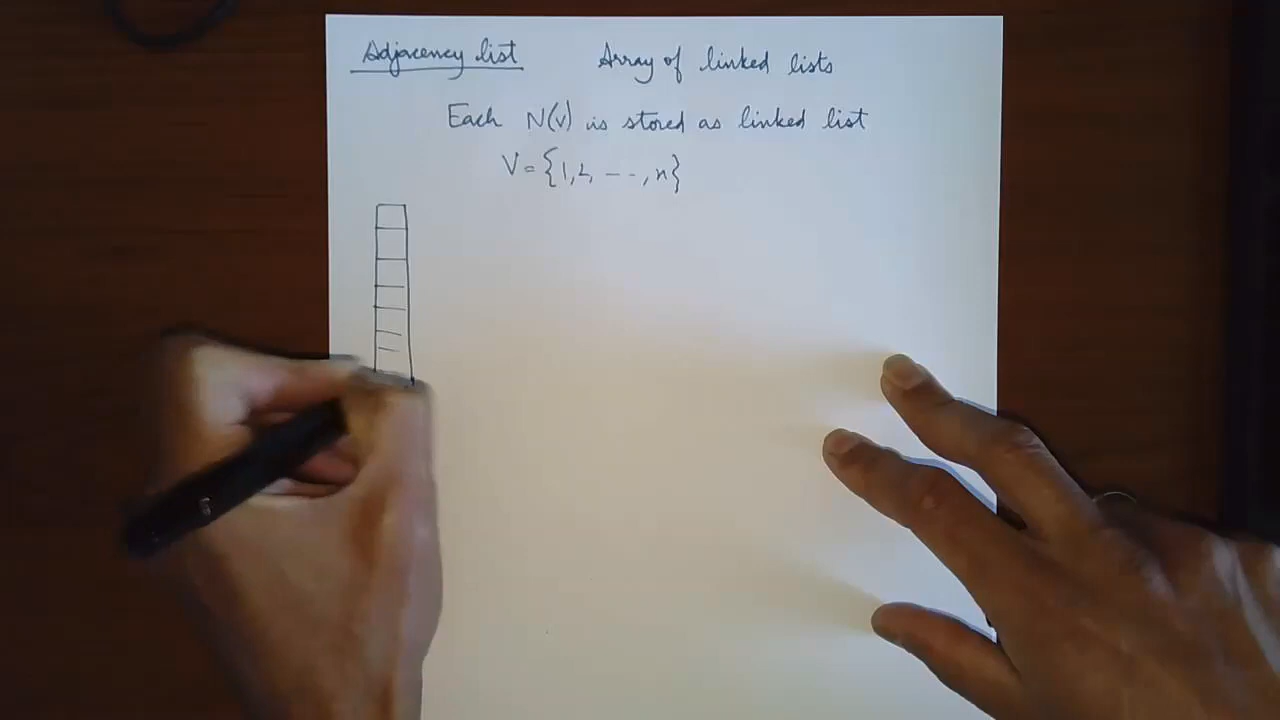 Adjacency list Array of linked lists
Each N(v) is stored as linked list
V = {1, 2, - - -, n}